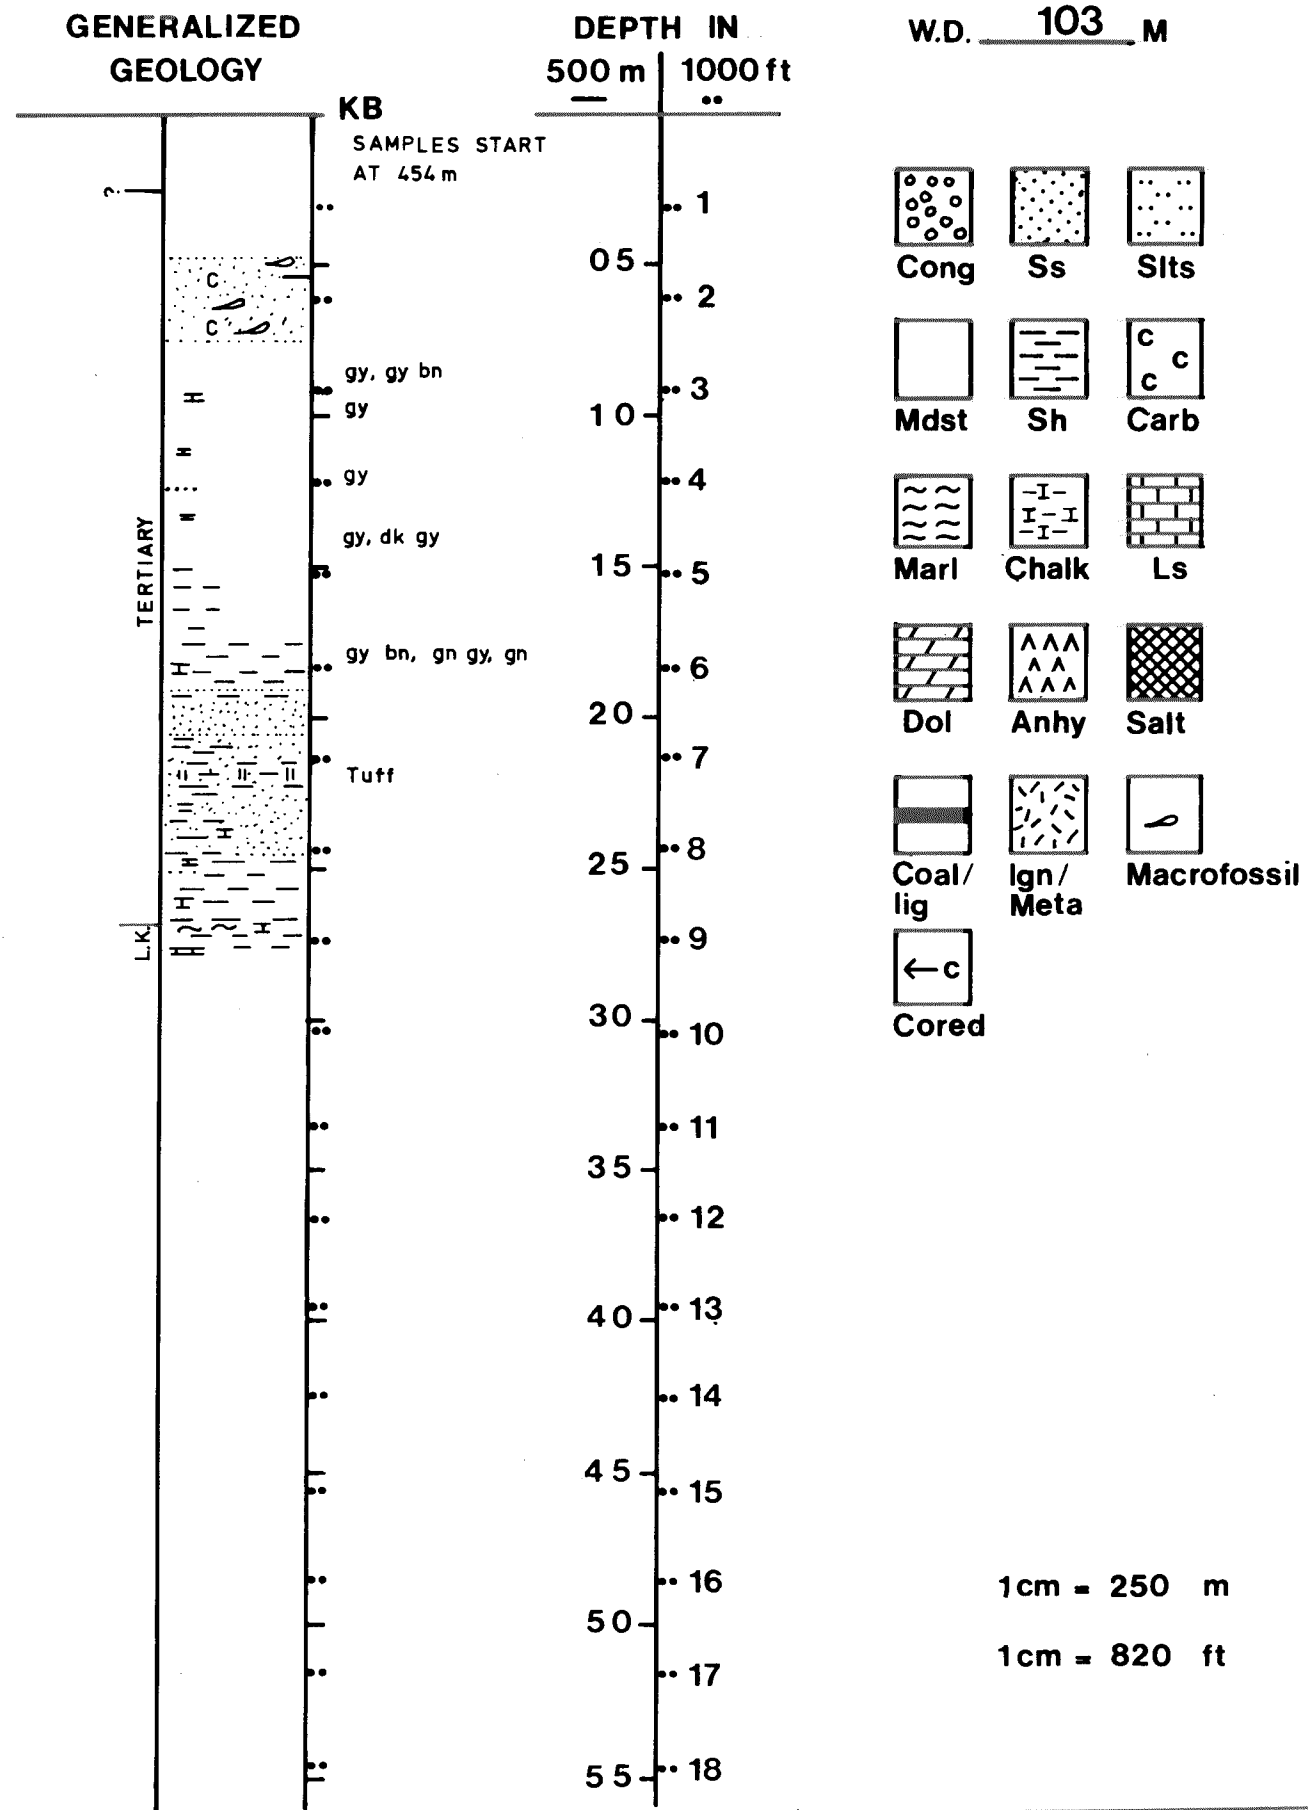 GENERALIZED
GEOLOGY
DEPTH IN
500 m 1000 ft
W.D. 103 M
KB
SAMPLES START
AT 454 m
?
C
C
gy, gy bn
gy
gy
gy, dk gy
gy bn, gn gy, gn
Tuff
TERTIARY
L.K.
1
05
2
3
10
4
15
5
6
20
7
8
25
9
30
10
11
35
12
40
13
14
45
15
16
50
17
18
55
Cong Ss Slts
C
C
C
Mdst Sh Carb
Marl Chalk Ls
Dol Anhy Salt
Coal/ Ign/ Macrofossil
lig Meta
←C
Cored
1cm = 250 m
1cm = 820 ft